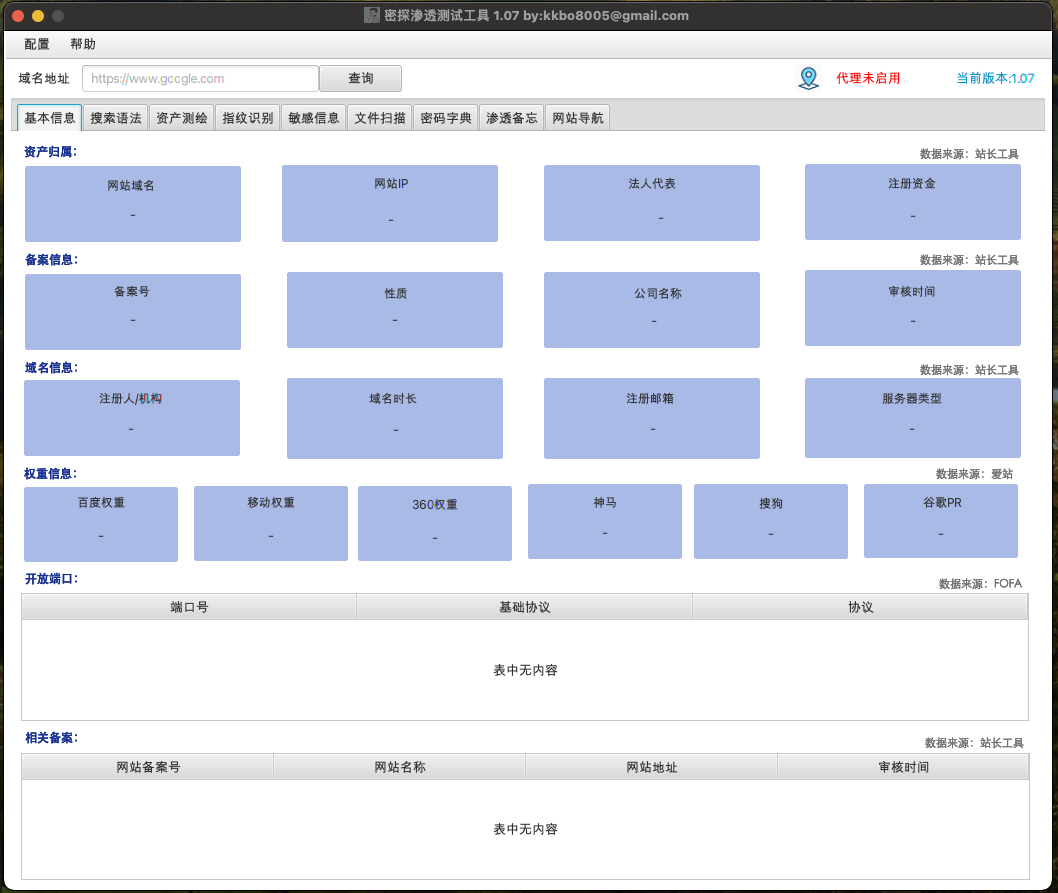 密探渗透测试工具 1.07 by:kkbo8005@gmail.com
配置 帮助
域名地址 https://www.gocgle.com 查询 代理未启用 当前版本:1.07
基本信息 搜索语法 资产测绘 指纹识别 敏感信息 文件扫描 密码字典 渗透备忘 网站导航
资产归属: 数据来源: 站长工具
网站域名 网站IP 法人代表 注册资金
- - - -
备案信息: 数据来源: 站长工具
备案号 性质 公司名称 审核时间
- - - -
域名信息: 数据来源: 站长工具
注册人/机构 域名时长 注册邮箱 服务器类型
- - - -
权重信息: 数据来源: 爱站
百度权重 移动权重 360权重 神马 搜狗 谷歌PR
- - - - - -
开放端口: 数据来源: FOFA
端口号 基础协议 协议
表中无内容
相关备案: 数据来源: 站长工具
网站备案号 网站名称 网站地址 审核时间
表中无内容